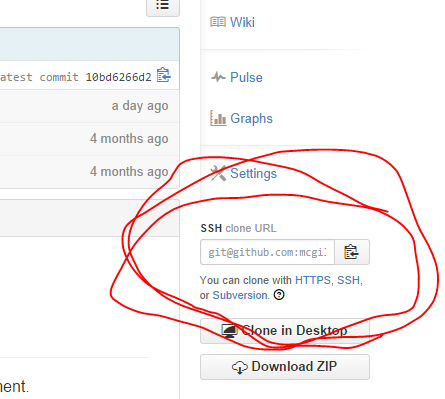 Wiki
atest commit 10bd6266d2
Pulse
a day ago
Graphs
4 months ago
4 months ago
Settings
SSH clone URL
git@github.com:mcgi
You can clone with HTTPS, SSH,
or Subversion.
Clone in Desktop
Download ZIP
nent.